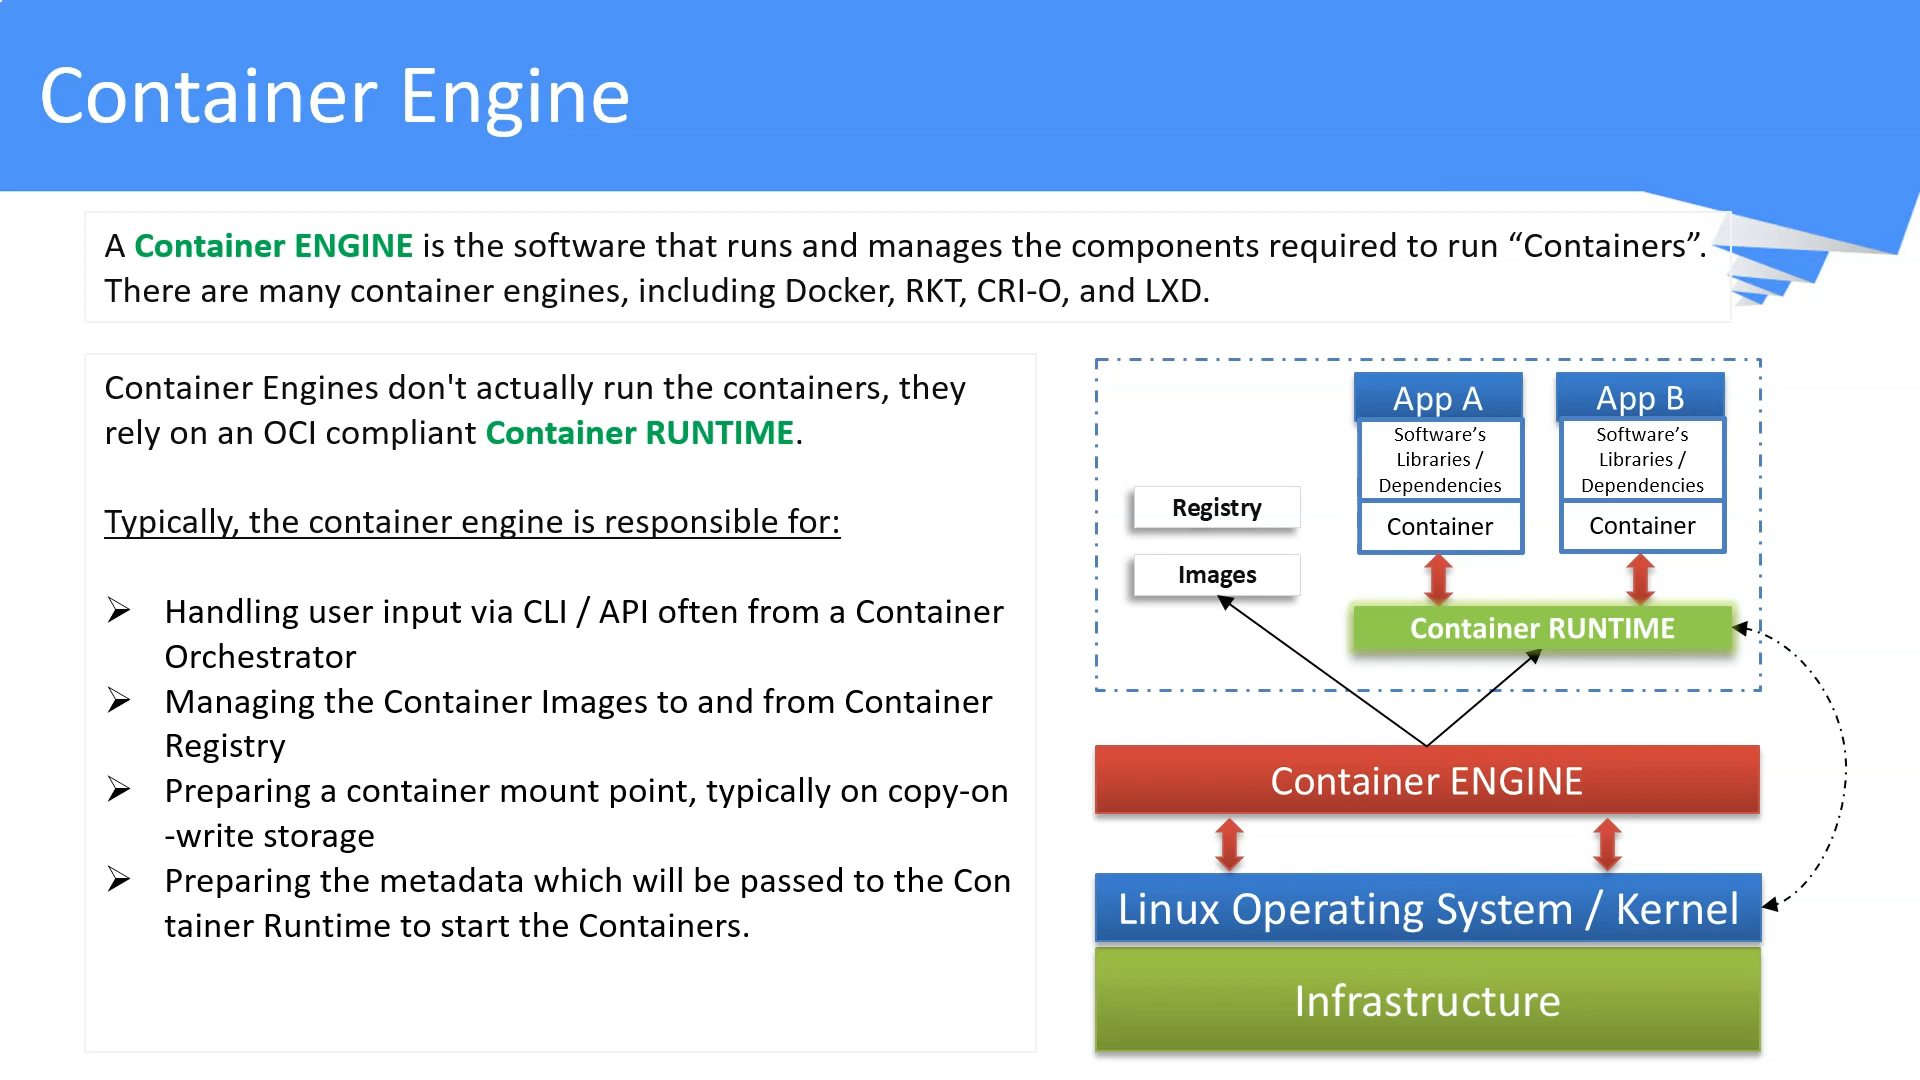 Container Engine
A Container ENGINE is the software that runs and manages the components required to run “Containers”.
There are many container engines, including Docker, RKT, CRI-O, and LXD.
Container Engines don't actually run the containers, they
rely on an OCI compliant Container RUNTIME.
Typically, the container engine is responsible for:
➢ Handling user input via CLI / API often from a Container
Orchestrator
➢ Managing the Container Images to and from Container
Registry
➢ Preparing a container mount point, typically on copy-on
-write storage
➢ Preparing the metadata which will be passed to the Con
tainer Runtime to start the Containers.
App A
Software’s
Libraries /
Dependencies
Container
App B
Software’s
Libraries /
Dependencies
Container
Registry
Images
Container RUNTIME
Container ENGINE
Linux Operating System / Kernel
Infrastructure